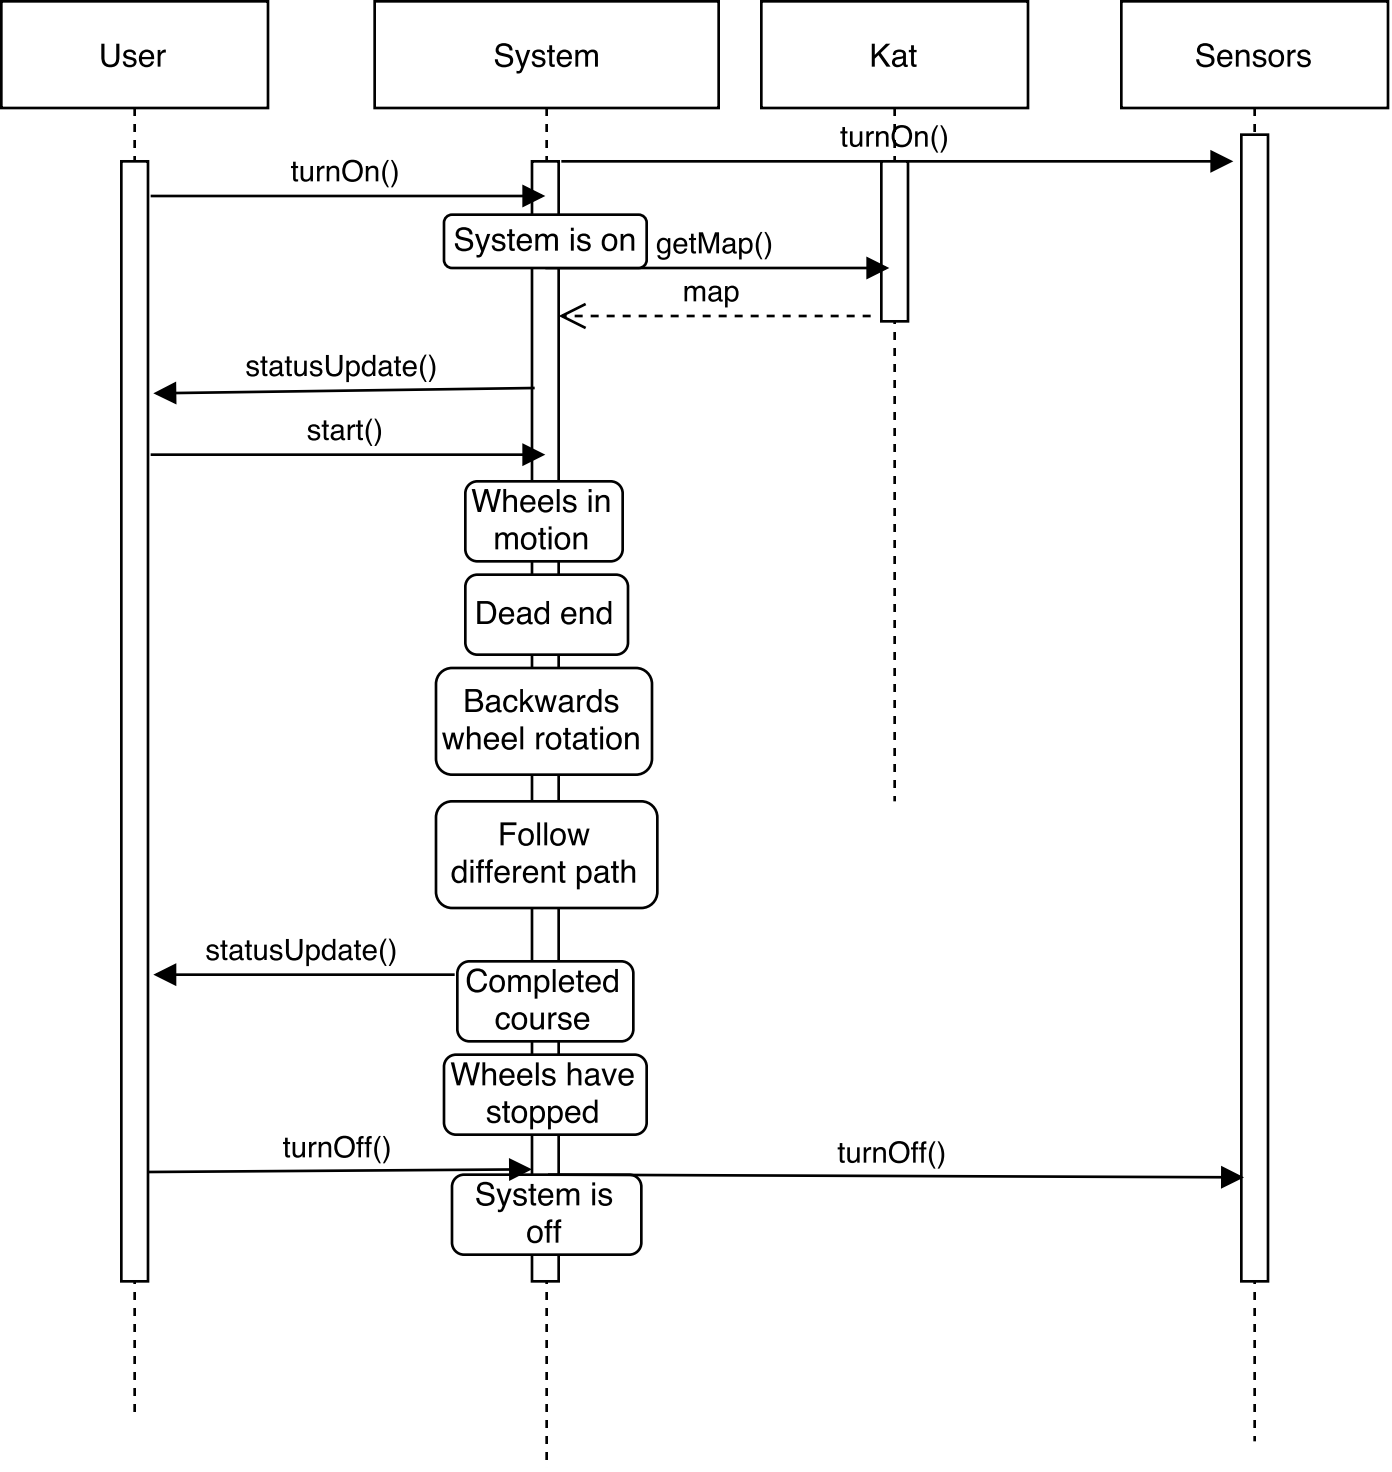 User
System
Kat
Sensors
turnOn()
turnOn()
System is on
getMap()
map
statusUpdate()
start()
Wheels in
motion
Dead end
Backwards
wheel rotation
Follow
different path
statusUpdate()
Completed
course
Wheels have
stopped
turnOff()
turnOff()
System is
off